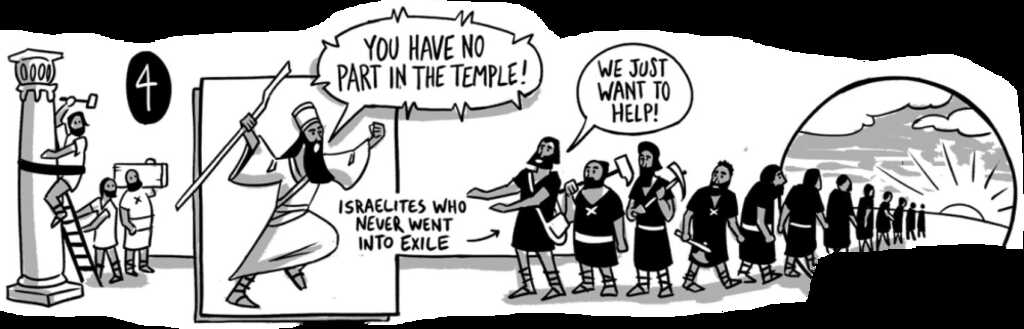 4
YOU HAVE NO
PART IN THE TEMPLE!
WE JUST
WANT TO
HELP!
ISRAELITES WHO
NEVER WENT
INTO EXILE